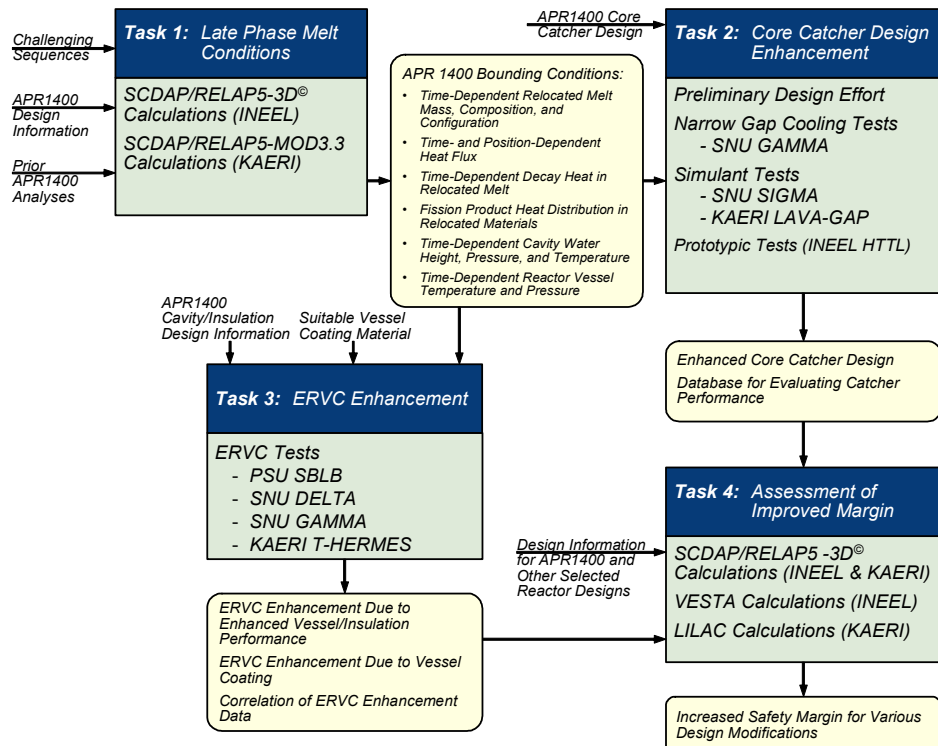 Challenging
Sequences
APR1400
Design
Information
Prior
APR1400
Analyses
Task 1: Late Phase Melt
Conditions
SCDAP/RELAP5-3D©
Calculations (INEEL)
SCDAP/RELAP5-MOD3.3
Calculations (KAERI)
APR 1400 Bounding Conditions:
• Time-Dependent Relocated Melt
Mass, Composition, and
Configuration
• Time- and Position-Dependent
Heat Flux
• Time-Dependent Decay Heat in
Relocated Melt
• Fission Product Heat Distribution in
Relocated Materials
• Time-Dependent Cavity Water
Height, Pressure, and Temperature
• Time-Dependent Reactor Vessel
Temperature and Pressure
APR1400 Core
Catcher Design
Task 2: Core Catcher Design
Enhancement
Preliminary Design Effort
Narrow Gap Cooling Tests
- SNU GAMMA
Simulant Tests
- SNU SIGMA
- KAERI LAVA-GAP
Prototypic Tests (INEEL HTTL)
Enhanced Core Catcher Design
Database for Evaluating Catcher
Performance
APR1400
Cavity/Insulation
Design Information
Suitable Vessel
Coating Material
Task 3: ERVC Enhancement
ERVC Tests
- PSU SBLB
- SNU DELTA
- SNU GAMMA
- KAERI T-HERMES
ERVC Enhancement Due to
Enhanced Vessel/Insulation
Performance
ERVC Enhancement Due to Vessel
Coating
Correlation of ERVC Enhancement
Data
Design Information
for APR1400 and
Other Selected
Reactor Designs
Task 4: Assessment of
Improved Margin
SCDAP/RELAP5 -3D©
Calculations (INEEL & KAERI)
VESTA Calculations (INEEL)
LILAC Calculations (KAERI)
Increased Safety Margin for Various
Design Modifications